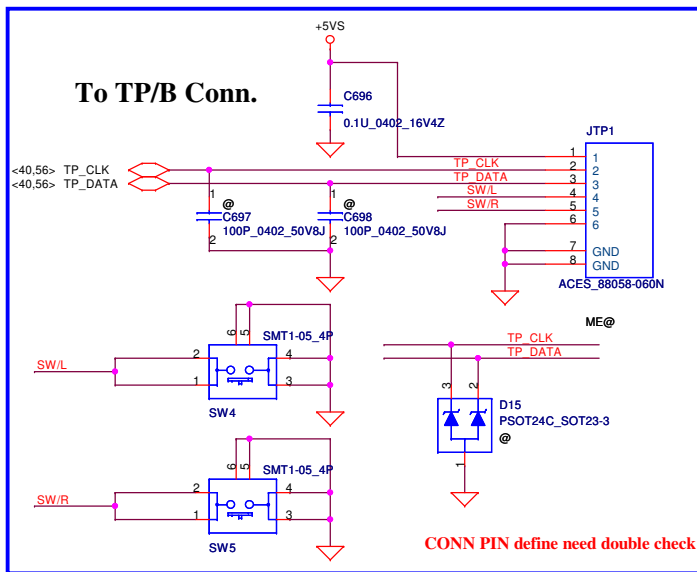 +5VS
To TP/B Conn.
C696
0.1U_0402_16V4Z
JTP1
<40,56> TP_CLK
<40,56> TP_DATA
TP_CLK
TP_DATA
SW/L
SW/R
1
2
3
4
5
6
7
8
1
2
3
4
5
6
GND
GND
ACES_88058-060N
ME@
1
@
C697
2
100P_0402_50V8J
1
@
C698
2
100P_0402_50V8J
SW/L
6
5
SMT1-05_4P
2
1
4
3
SW4
TP_CLK
TP_DATA
3
2
D15
PSOT24C_SOT23-3
@
1
SW/R
6
5
SMT1-05_4P
2
1
4
3
SW5
CONN PIN define need double check